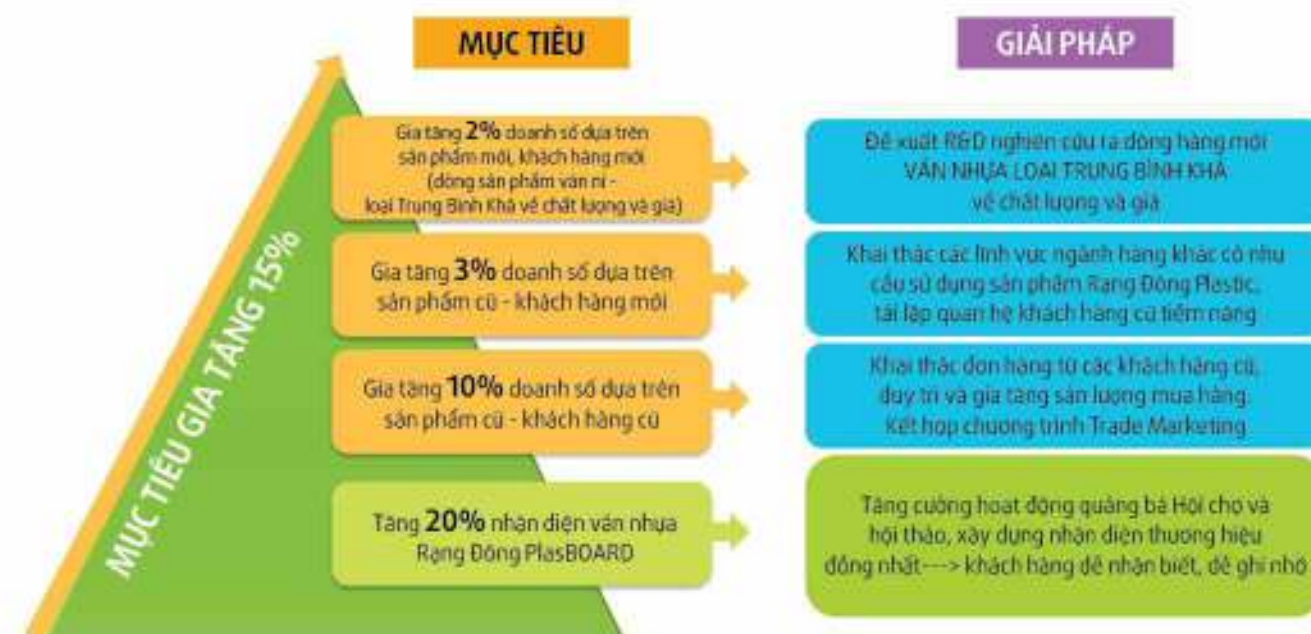 MỤC TIÊU
GIẢI PHÁP
MỤC TIÊU GIA TĂNG 15%
Gia tăng 2% doanh số dựa trên
sản phẩm mới, khách hàng mới
(dòng sản phẩm ván ni -
loại Trung Bình Khá về chất lượng và giá)
Đề xuất R&D nghiên cứu ra dòng hàng mới
VÁN NHỰA LOẠI TRUNG BÌNH KHÁ
về chất lượng và giá
Gia tăng 3% doanh số dựa trên
sản phẩm cũ - khách hàng mới
Khai thác các lĩnh vực ngành hàng khác có nhu
cầu sử dụng sản phẩm Rạng Đông Plastic,
tái lập quan hệ khách hàng cũ tiềm năng
Gia tăng 10% doanh số dựa trên
sản phẩm cũ - khách hàng cũ
Khai thác đơn hàng từ các khách hàng cũ,
duy trì và gia tăng sản lượng mua hàng.
Kết hợp chương trình Trade Marketing
Tăng 20% nhận diện ván nhựa
Rạng Đông PlasBOARD
Tăng cường hoạt động quảng bá Hội chợ và
hội thảo, xây dựng nhận diện thương hiệu
đồng nhất---> khách hàng dễ nhận biết, dễ ghi nhớ